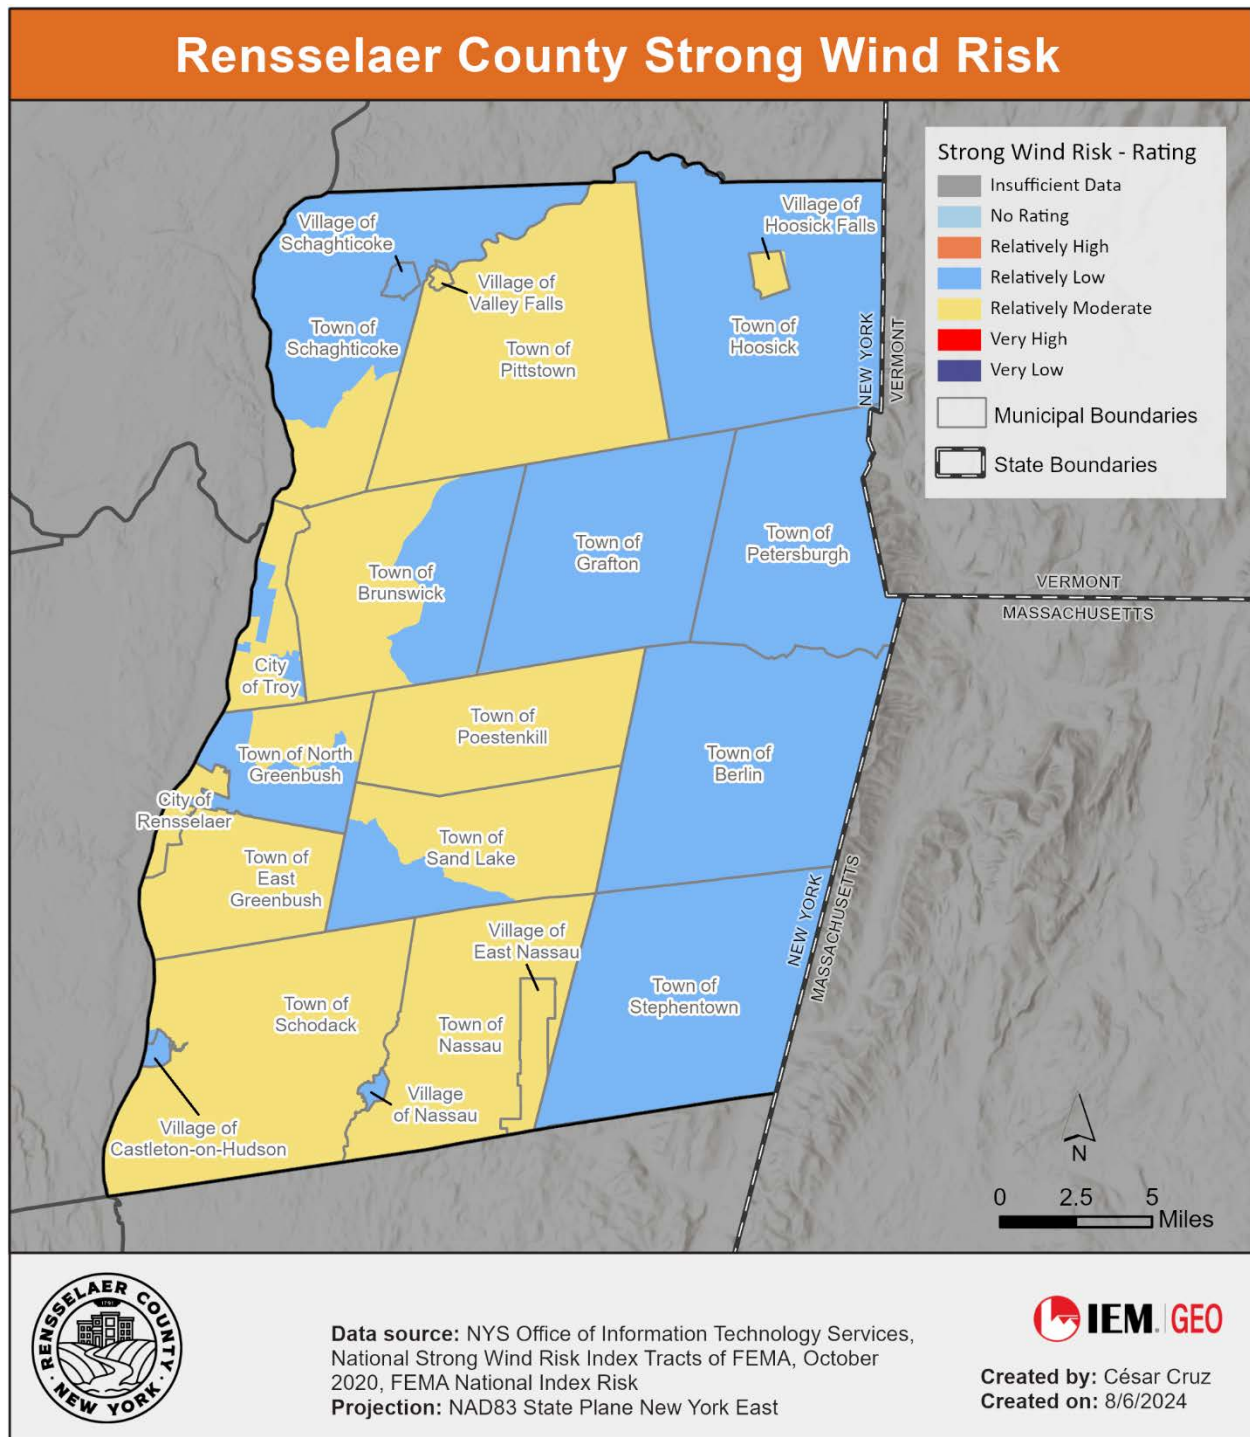 Rensselaer County Strong Wind Risk
Strong Wind Risk - Rating
Insufficient Data
No Rating
Relatively High
Relatively Low
Relatively Moderate
Very High
Very Low
Municipal Boundaries
State Boundaries
Village of
Schaghticoke
Village of
Hoosick Falls
Village of
Valley Falls
Town of
Schaghticoke
Town of
Pittstown
Town of
Hoosick
NEW YORK
VERMONT
Town of
Brunswick
Town of
Grafton
Town of
Petersburgh
VERMONT
MASSACHUSETTS
City
of Troy
Town of
Poestenkill
Town of North
Greenbush
Town of
Berlin
City of
Rensselaer
Town of
Sand Lake
Town of
East
Greenbush
NEW YORK
MASSACHUSETTS
Village of
East Nassau
Town of
Schodack
Town of
Nassau
Town of
Stephentown
Village
of Nassau
Village of
Castleton-on-Hudson
N
0 2.5 5
Miles
RENSSELAER COUNTY
1791
NEW YORK
Data source: NYS Office of Information Technology Services,
National Strong Wind Risk Index Tracts of FEMA, October
2020, FEMA National Index Risk
Projection: NAD83 State Plane New York East
IEM. GEO
Created by: César Cruz
Created on: 8/6/2024